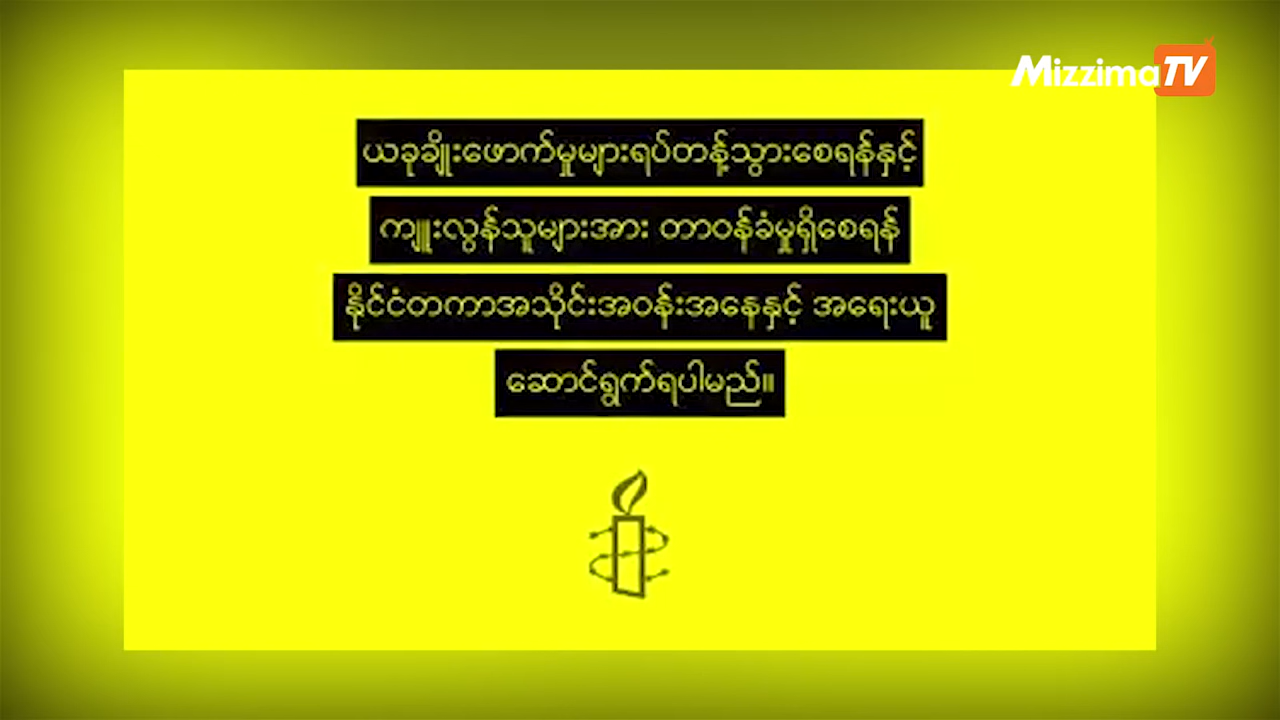 Mizzima TV
ယခုချိုးဖောက်မှုများရပ်တန့်သွားစေရန်နှင့်
ကျူးလွန်သူများအား တာဝန်ခံမှုရှိစေရန်
နိုင်ငံတကာအသိုင်းအဝန်းအနေနှင့် အရေးယူ
ဆောင်ရွက်ရပါမည်။